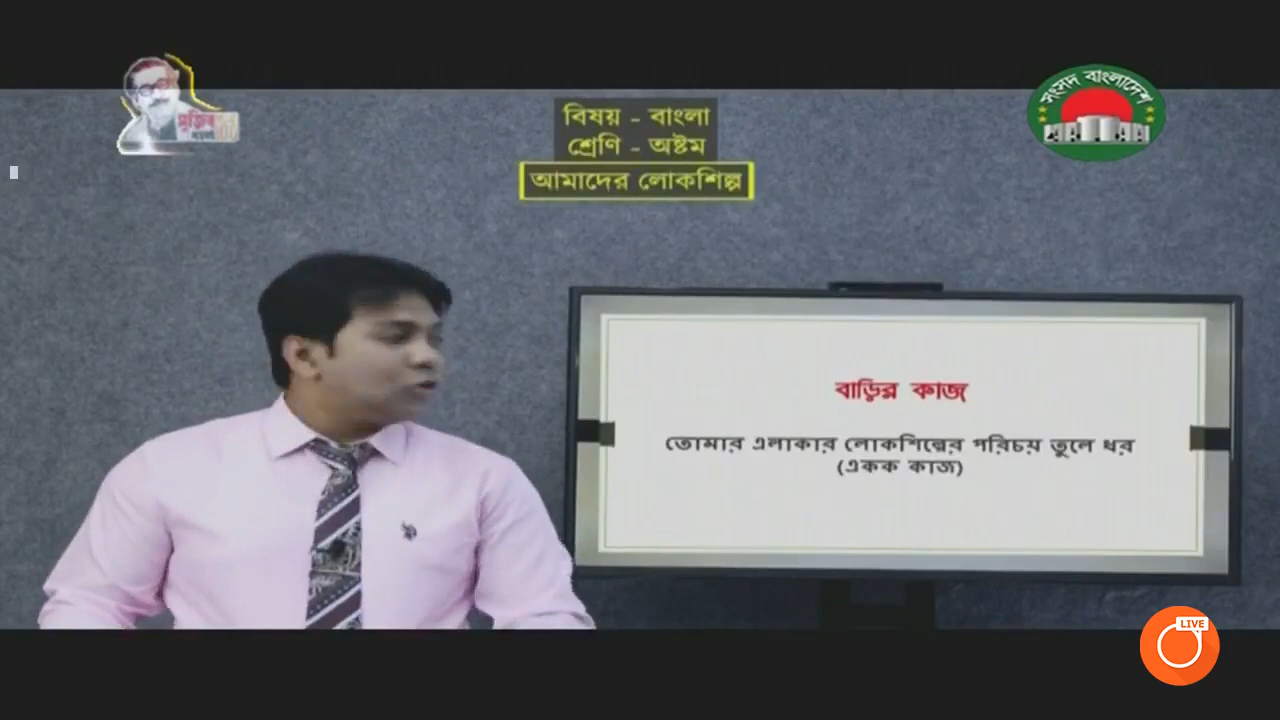 বিষয় - বাংলা
শ্রেণি - অষ্টম
আমাদের লোকশিল্প
সংসদ বাংলাদেশ
মুজিব
বাড়ির কাজ
তোমার এলাকার লোকশিল্পের পরিচয় তুলে ধর
(একক কাজ)
LIVE